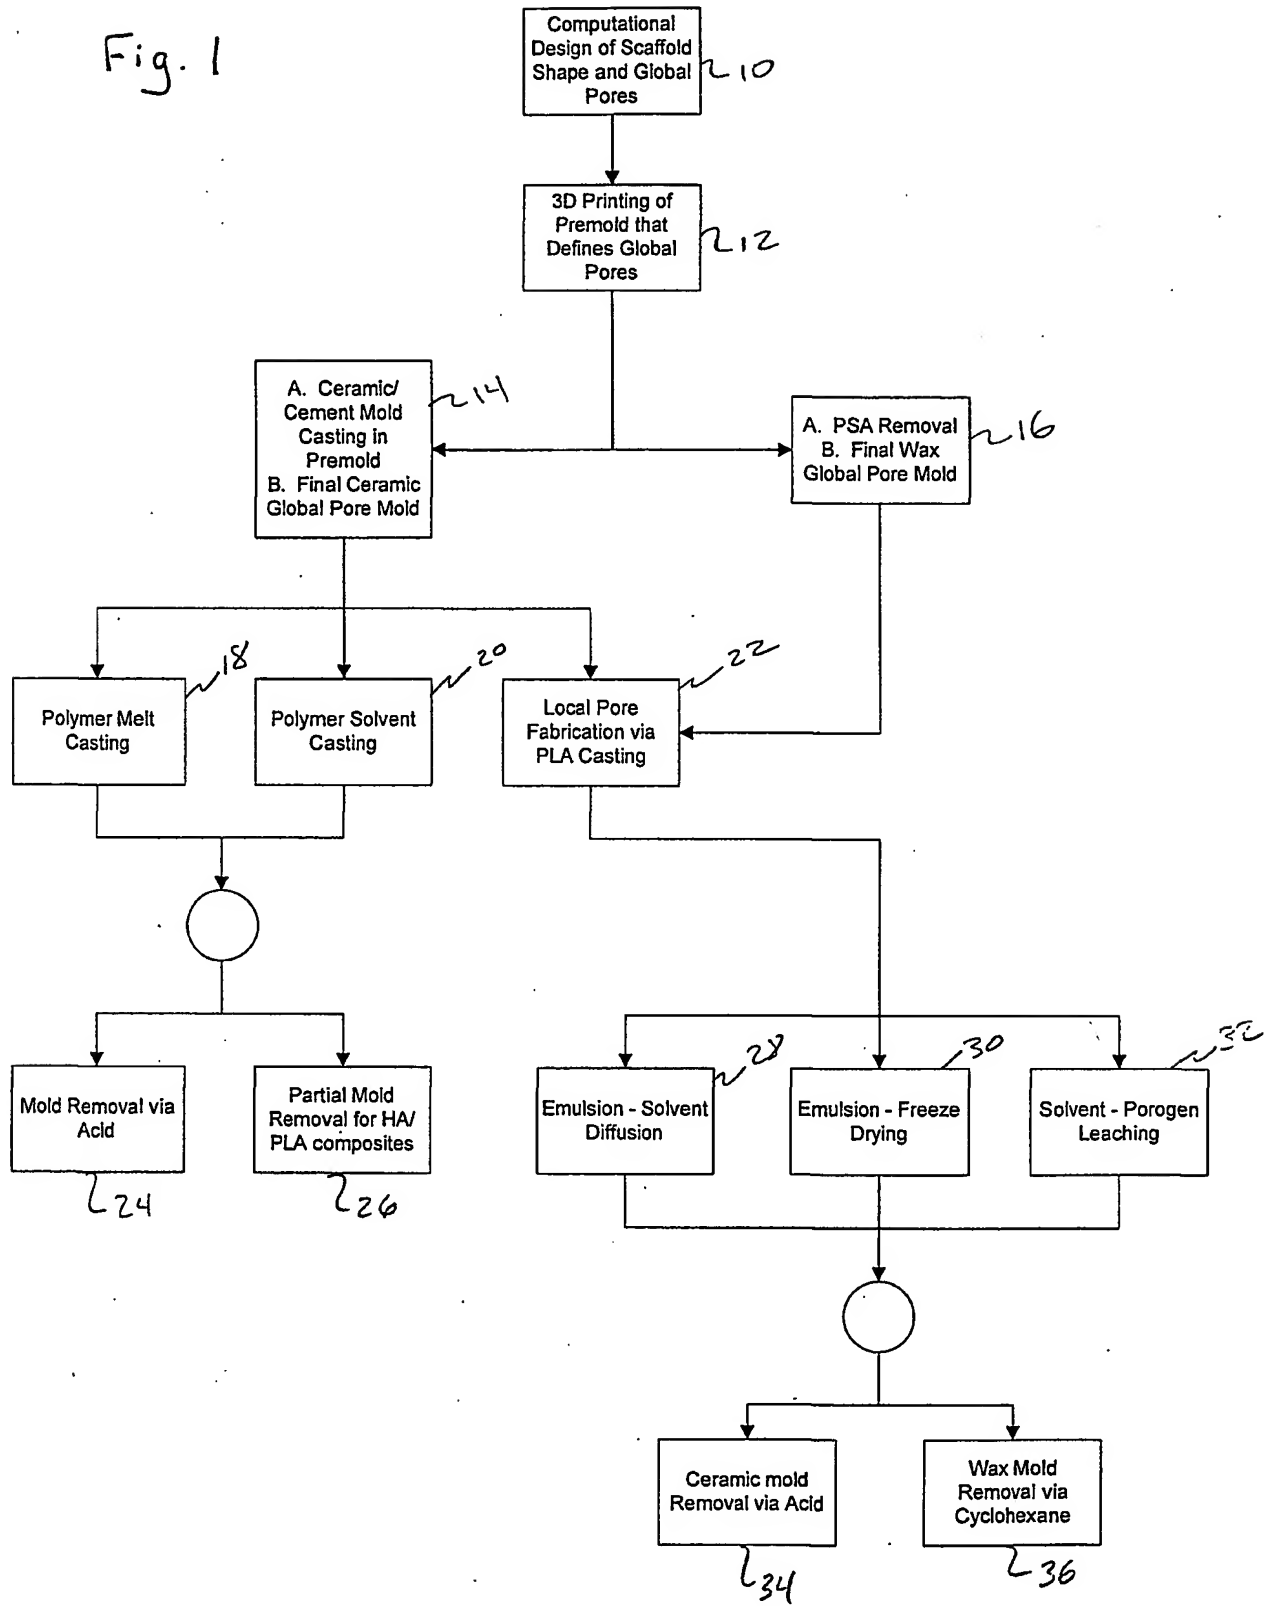 Fig. 1
Computational
Design of Scaffold
Shape and Global
Pores
10
3D Printing of
Premold that
Defines Global
Pores
12
A. Ceramic/
Cement Mold
Casting in
Premold
B. Final Ceramic
Global Pore Mold
14
A. PSA Removal
B. Final Wax
Global Pore Mold
16
Polymer Melt
Casting
18
Polymer Solvent
Casting
20
Local Pore
Fabrication via
PLA Casting
22
Mold Removal via
Acid
24
Partial Mold
Removal for HA/
PLA composites
26
Emulsion - Solvent
Diffusion
28
Emulsion - Freeze
Drying
30
Solvent - Porogen
Leaching
32
Ceramic mold
Removal via Acid
34
Wax Mold
Removal via
Cyclohexane
36